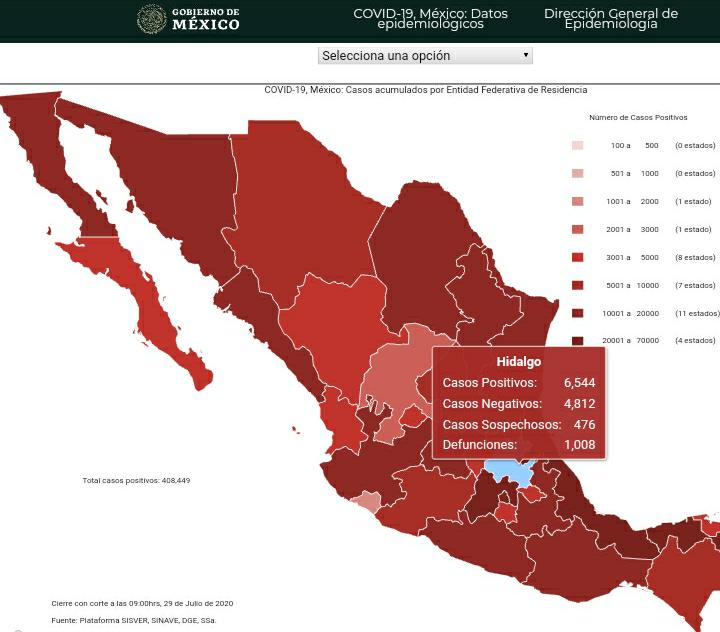 GOBIERNO DE
MÉXICO
COVID-19, México: Datos
epidemiológicos
Dirección General de
Epidemiología
Selecciona una opción
COVID-19, México: Casos acumulados por Entidad Federativa de Residencia
Número de Casos Positivos
100 a 500 (0 estados)
501 a 1000 (0 estados)
1001 a 2000 (1 estado)
2001 a 3000 (1 estado)
3001 a 5000 (8 estados)
5001 a 10000 (7 estados)
10001 a 20000 (11 estados)
20001 a 70000 (4 estados)
Hidalgo
Casos Positivos: 6,544
Casos Negativos: 4,812
Casos Sospechosos: 476
Defunciones: 1,008
Total casos positivos: 408,449
Cierre con corte a las 09:00hrs, 29 de Julio de 2020
Fuente: Plataforma SISVER, SINAVE, DGE, SSa.